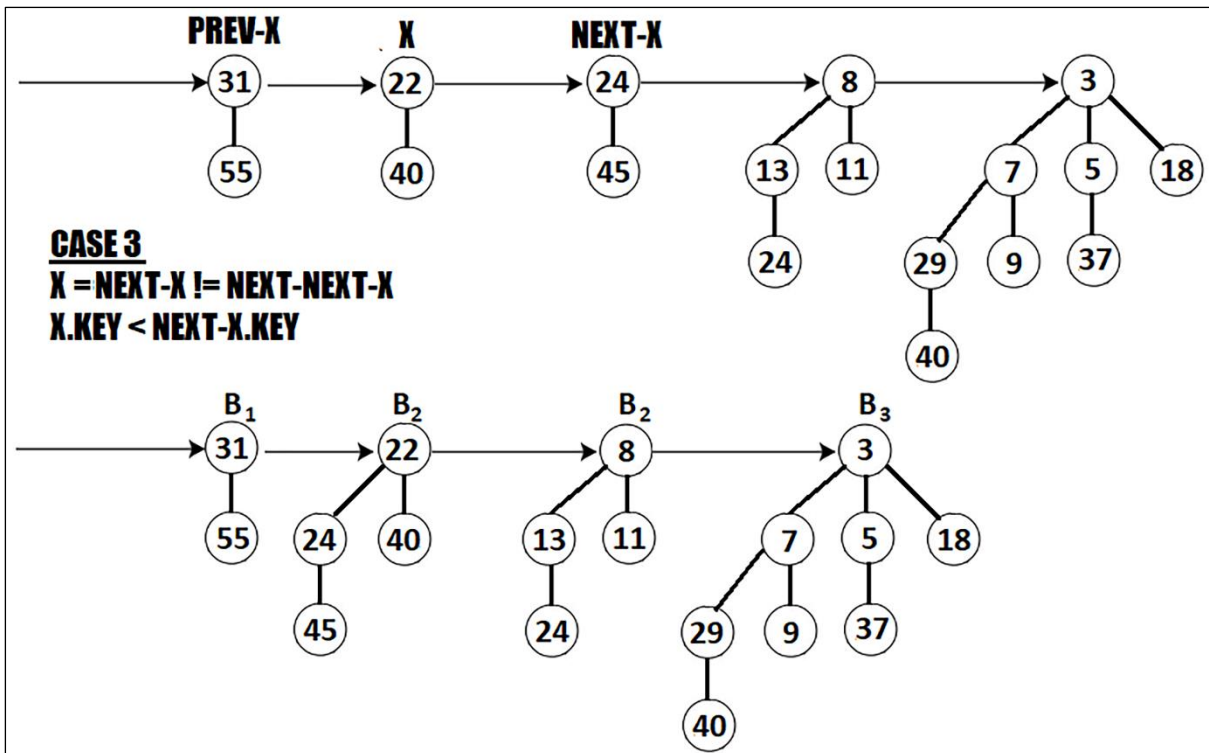 PREV-X X NEXT-X
31 22 24 8 3
55 40 45 13 11 7 5 18
24 29 9 37
40
CASE 3
X =NEXT-X != NEXT-NEXT-X
X.KEY < NEXT-X.KEY
B1 B2 B2 B3
31 22 8 3
55 24 40 13 11 7 5 18
45 24 29 9 37
40